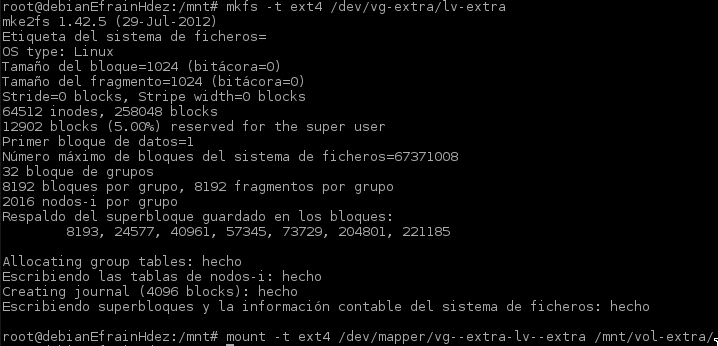 root@debianEfrainHdez:/mnt# mkfs -t ext4 /dev/vg-extra/lv-extra
mke2fs 1.42.5 (29-Jul-2012)
Etiqueta del sistema de ficheros=
OS type: Linux
Tamaño del bloque=1024 (bitácora=0)
Tamaño del fragmento=1024 (bitácora=0)
Stride=0 blocks, Stripe width=0 blocks
64512 inodes, 258048 blocks
12902 blocks (5.00%) reserved for the super user
Primer bloque de datos=1
Número máximo de bloques del sistema de ficheros=67371008
32 bloque de grupos
8192 bloques por grupo, 8192 fragmentos por grupo
2016 nodos-i por grupo
Respaldo del superbloque guardado en los bloques:
8193, 24577, 40961, 57345, 73729, 204801, 221185
Allocating group tables: hecho
Escribiendo las tablas de nodos-i: hecho
Creating journal (4096 blocks): hecho
Escribiendo superbloques y la información contable del sistema de ficheros: hecho
root@debianEfrainHdez:/mnt# mount -t ext4 /dev/mapper/vg--extra-lv--extra /mnt/vol-extra/